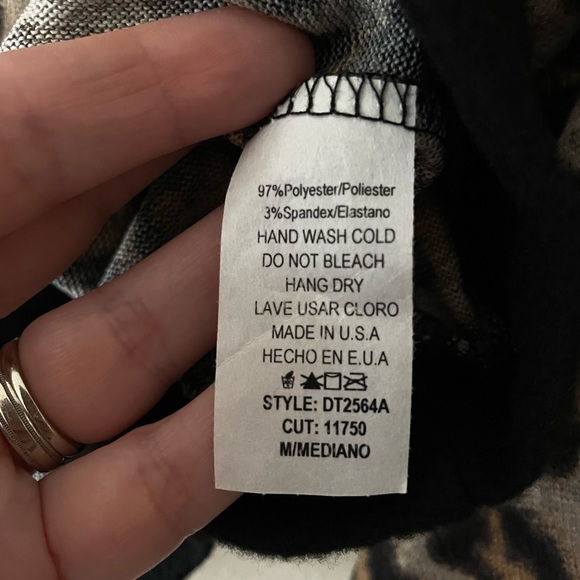 97%Polyester/Poliester
3%Spandex/Elastano
HAND WASH COLD
DO NOT BLEACH
HANG DRY
LAVE USAR CLORO
MADE IN U.S.A
HECHO EN E.U.A
STYLE: DT2564A
CUT: 11750
M/MEDIANO